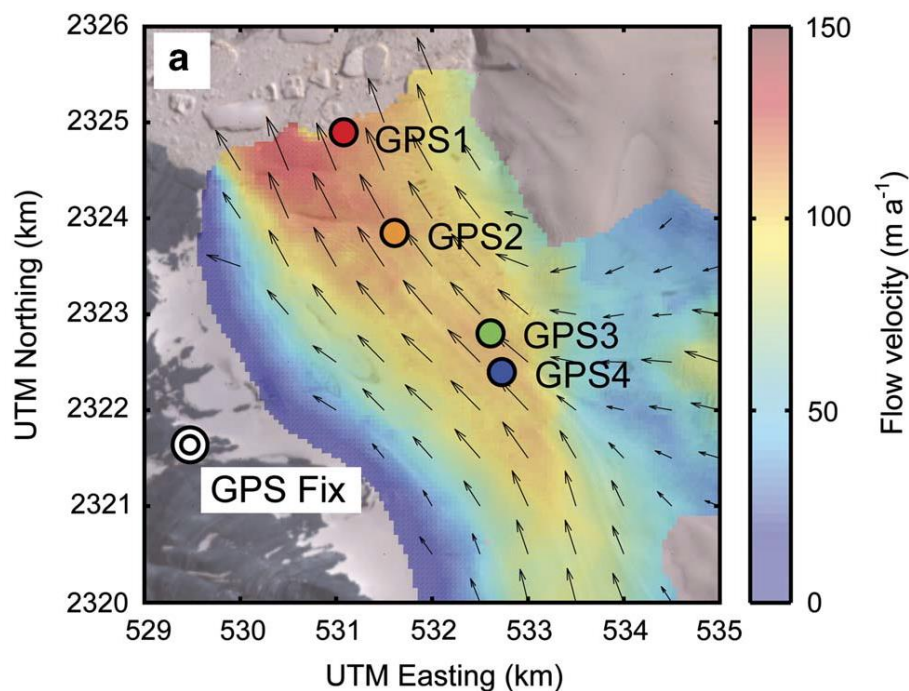 a
2326
2325
2324
2323
2322
2321
2320
UTM Northing (km)
GPS1
GPS2
GPS3
GPS4
GPS Fix
529 530 531 532 533 534 535
UTM Easting (km)
150
100
50
0
Flow velocity (m a⁻¹)